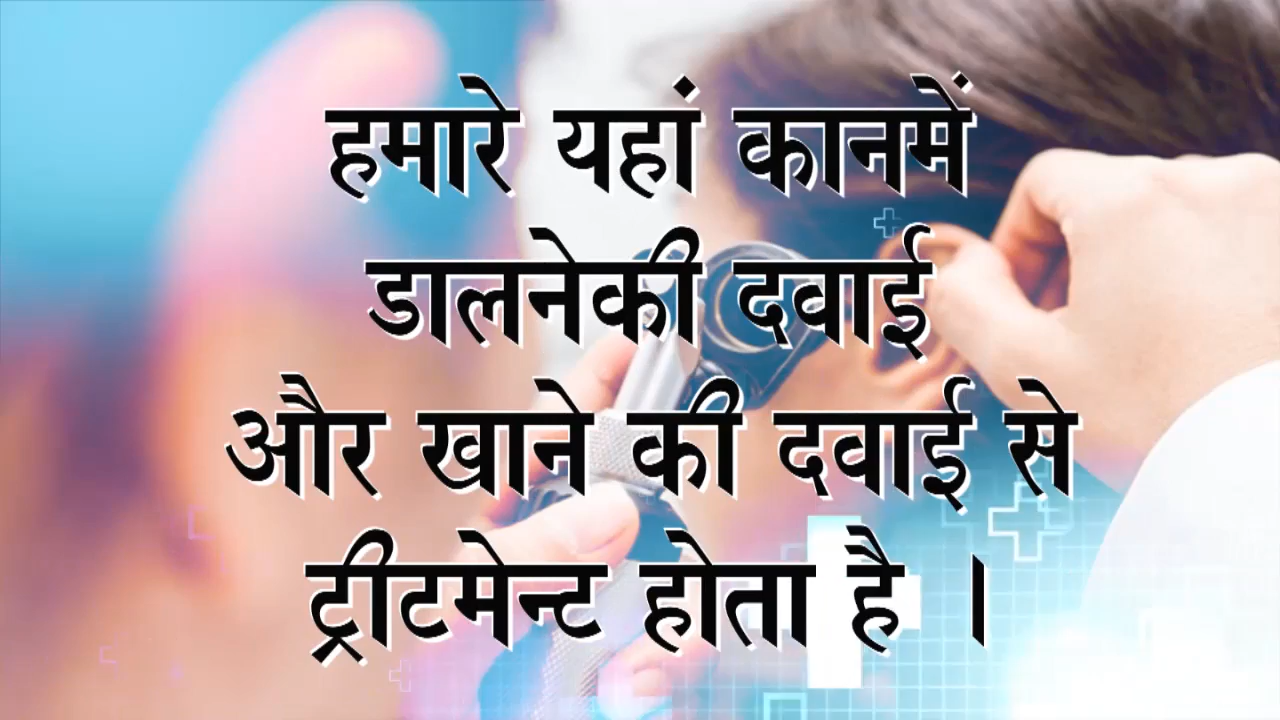 हमारे यहां कानमें
डालनेकी दवाई
और खाने की दवाई से
ट्रीटमेन्ट होता है ।